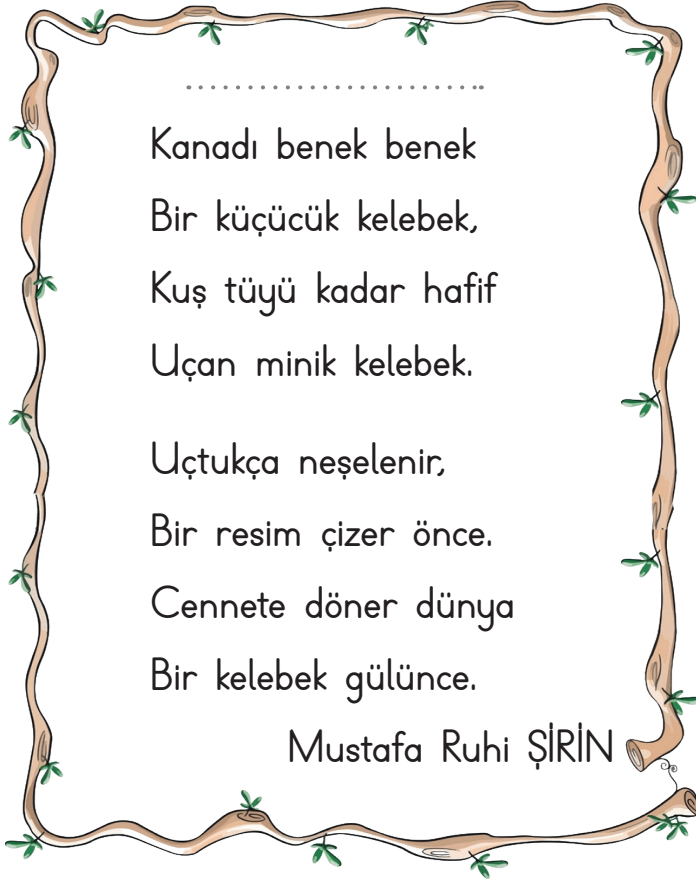 ..........................
Kanadı benek benek
Bir küçücük kelebek,
Kuş tüyü kadar hafif
Uçan minik kelebek.
Uçtukça neşelenir,
Bir resim çizer önce.
Cennete döner dünya
Bir kelebek gülünce.
Mustafa Ruhi ŞİRİN